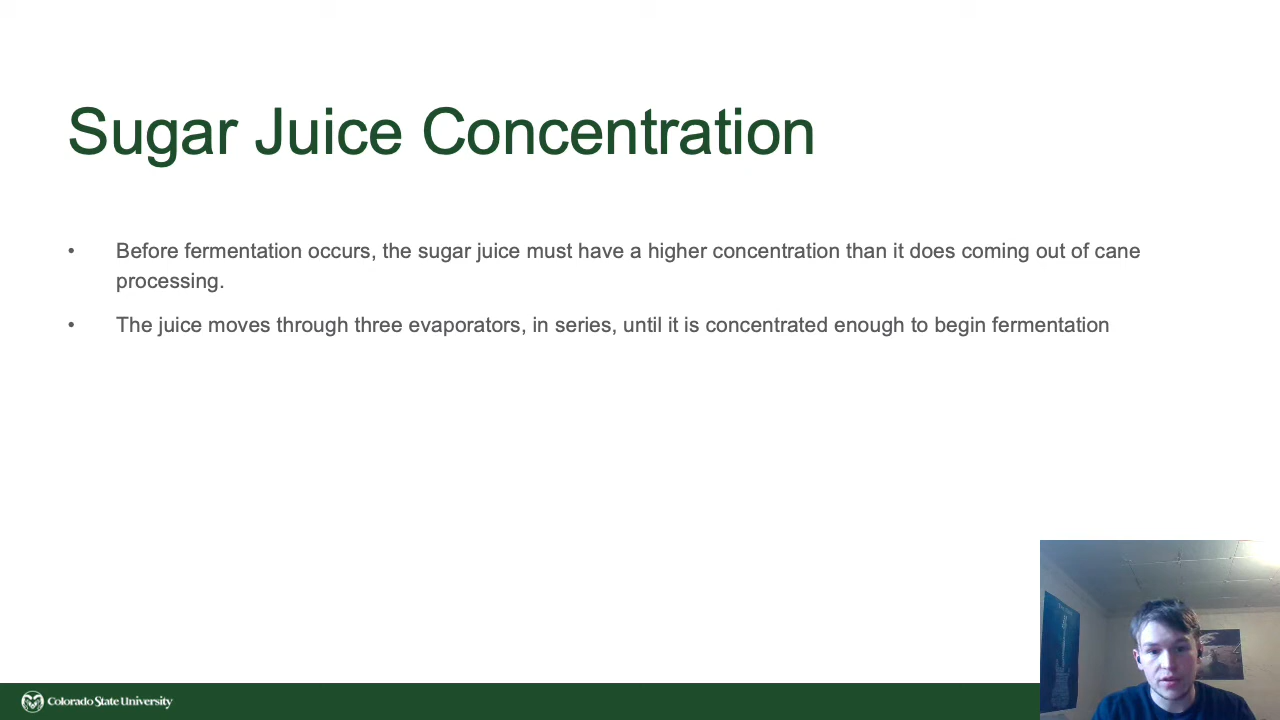 Sugar Juice Concentration
• Before fermentation occurs, the sugar juice must have a higher concentration than it does coming out of cane
processing.
• The juice moves through three evaporators, in series, until it is concentrated enough to begin fermentation
Colorado State University